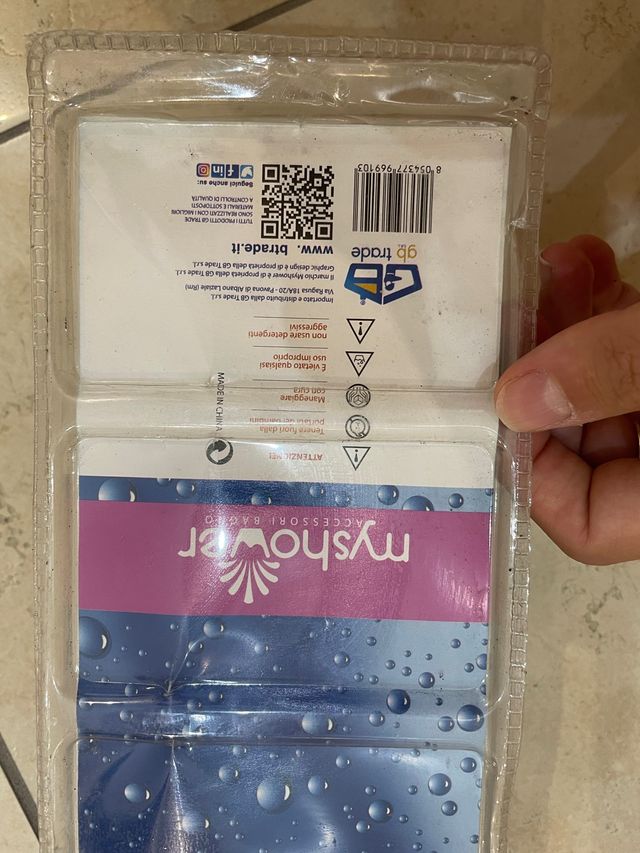 myshower
ACCESSORI BAGNO
ATTENZIONE!
Tenere fuori dalla
portata dei bambini
Maneggiare
con cura
È vietato qualsiasi
uso improprio
non usare detergenti
aggressivi
MADE IN CHINA
Importato e distribuito dalla GB Trade s.r.l.
Via Ragusa 18A/20 - Pavona di Albano Laziale (Rm)
Il marchio Myshower è di proprietà della GB Trade s.r.l.
Graphic design è di proprietà della GB Trade s.r.l.
gb trade
www. btrade.it
TUTTI I PRODOTTI GB TRADE
SONO REALIZZATI CON I MIGLIORI
MATERIALI E SOTTOPOSTI
A CONTROLLI DI QUALITÀ
Seguici anche su:
8 054377 969103